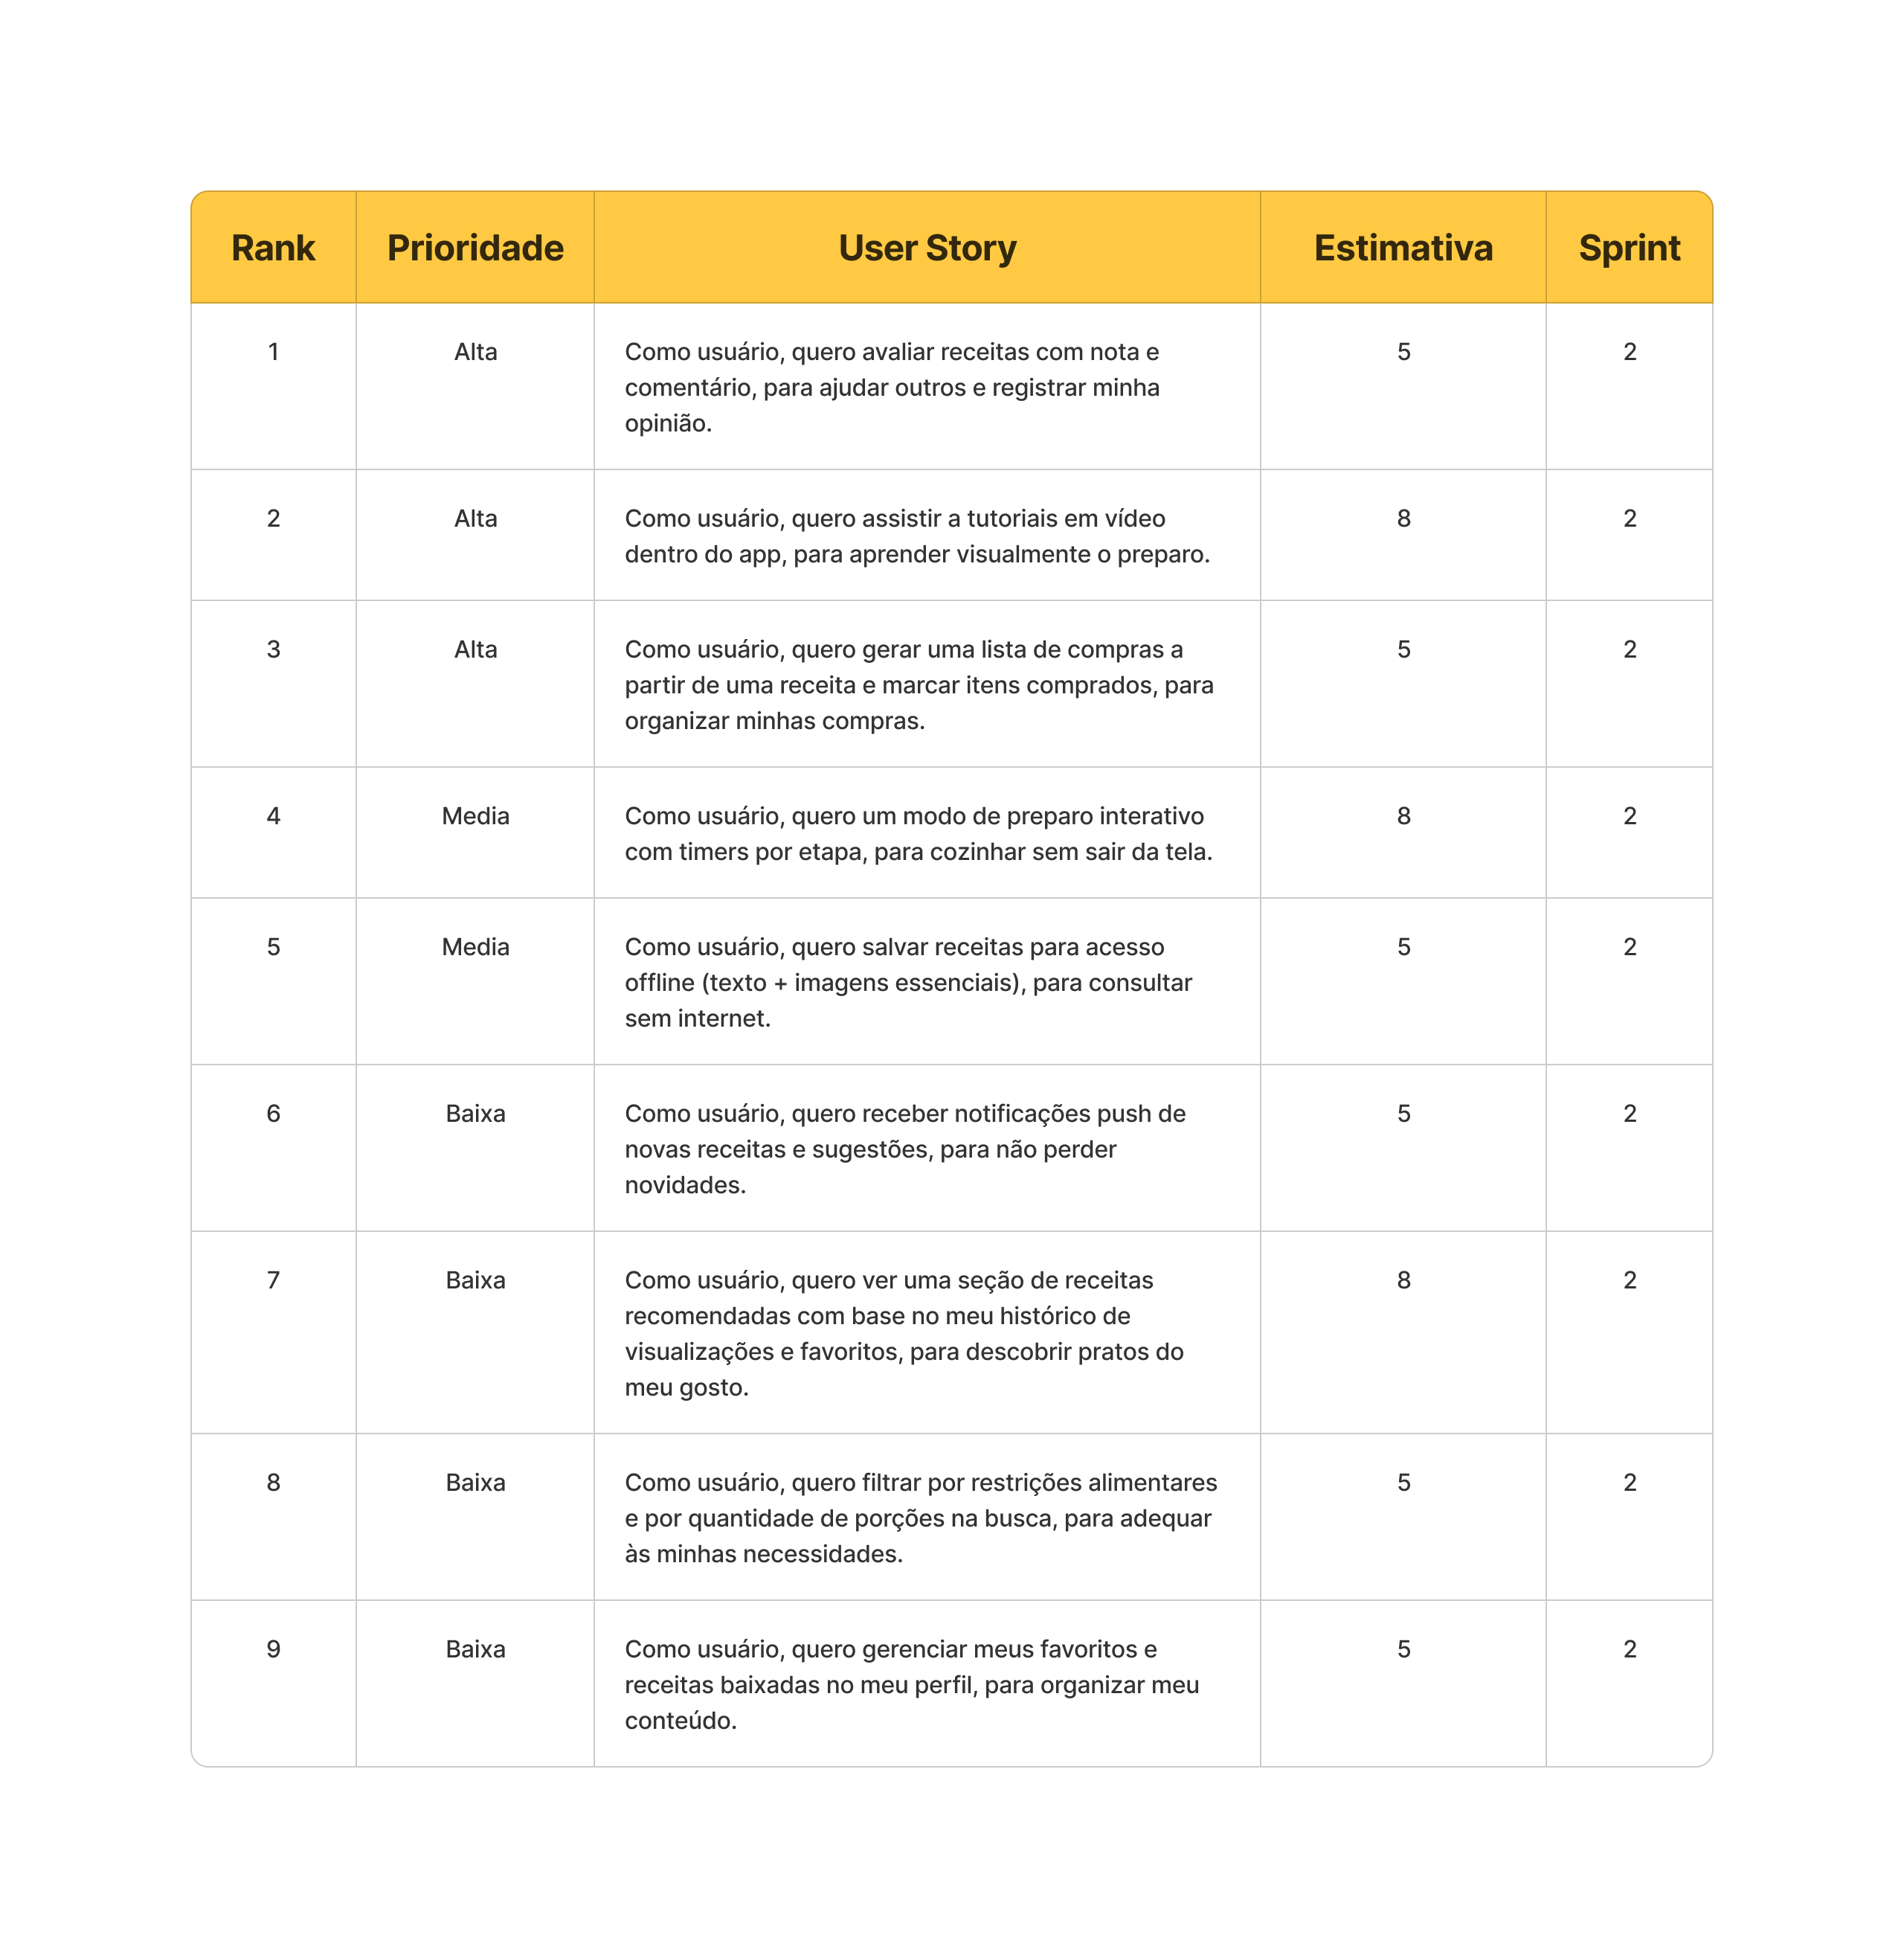 Rank Prioridade User Story Estimativa Sprint
1 Alta Como usuário, quero avaliar receitas com nota e 5 2
comentário, para ajudar outros e registrar minha
opinião.
2 Alta Como usuário, quero assistir a tutoriais em vídeo 8 2
dentro do app, para aprender visualmente o preparo.
3 Alta Como usuário, quero gerar uma lista de compras a 5 2
partir de uma receita e marcar itens comprados, para
organizar minhas compras.
4 Media Como usuário, quero um modo de preparo interativo 8 2
com timers por etapa, para cozinhar sem sair da tela.
5 Media Como usuário, quero salvar receitas para acesso 5 2
offline (texto + imagens essenciais), para consultar
sem internet.
6 Baixa Como usuário, quero receber notificações push de 5 2
novas receitas e sugestões, para não perder
novidades.
7 Baixa Como usuário, quero ver uma seção de receitas 8 2
recomendadas com base no meu histórico de
visualizações e favoritos, para descobrir pratos do
meu gosto.
8 Baixa Como usuário, quero filtrar por restrições alimentares 5 2
e por quantidade de porções na busca, para adequar
às minhas necessidades.
9 Baixa Como usuário, quero gerenciar meus favoritos e 5 2
receitas baixadas no meu perfil, para organizar meu
conteúdo.